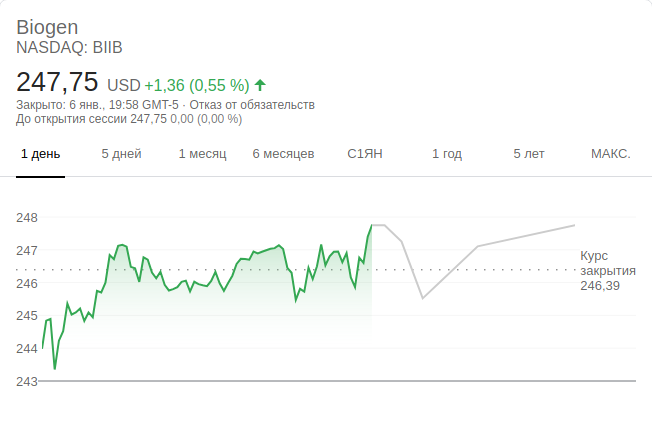 Biogen
NASDAQ: BIIB
247,75 USD +1,36 (0,55 %)
Закрыто: 6 янв., 19:58 GMT-5 · Отказ от обязательств
До открытия сессии 247,75 0,00 (0,00 %)
1 день 5 дней 1 месяц 6 месяцев С1ЯН 1 год 5 лет МАКС.
248
247
246
245
244
243
Курс
закрытия
246,39